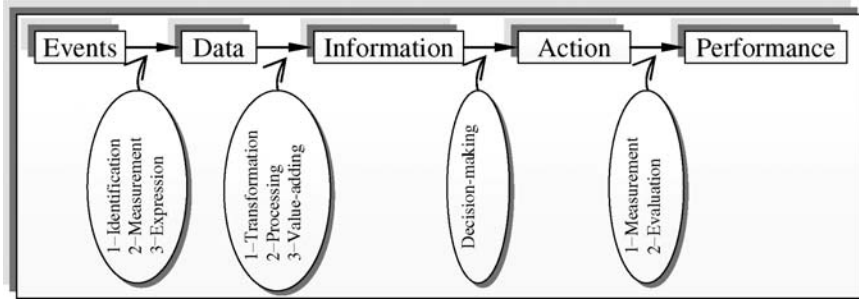 Events Data Information Action Performance
1–Identification
2–Measurement
3–Expression
1–Transformation
2–Processing
3–Value-adding
Decision-making
1–Measurement
2–Evaluation